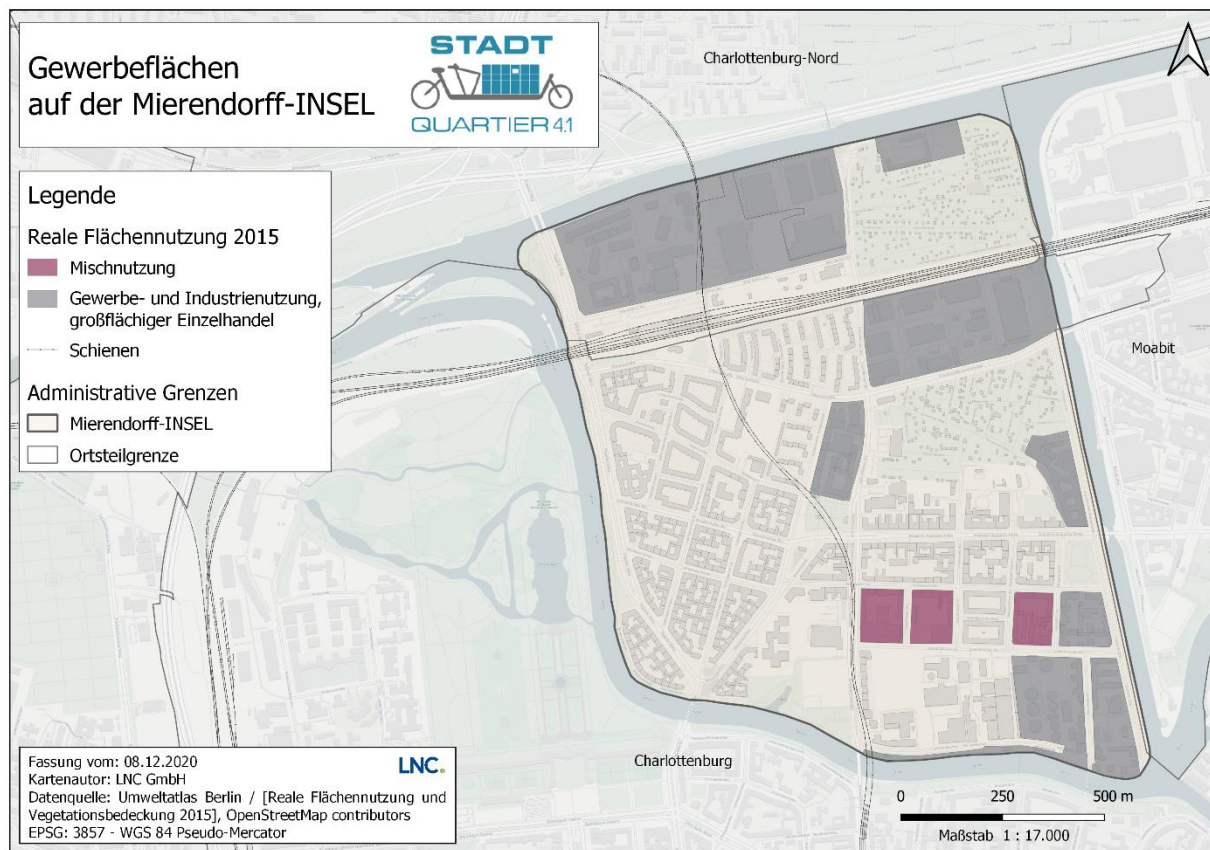 Gewerbeflächen
auf der Mierendorff-INSEL
STADT
QUARTIER 4.1
Charlottenburg-Nord
Legende
Reale Flächennutzung 2015
Mischnutzung
Gewerbe- und Industrienutzung,
großflächiger Einzelhandel
Schienen
Administrative Grenzen
Mierendorff-INSEL
Ortsteilgrenze
Moabit
Charlottenburg
Fassung vom: 08.12.2020
Kartenautor: LNC GmbH
Datenquelle: Umweltatlas Berlin / [Reale Flächennutzung und
Vegetationsbedeckung 2015], OpenStreetMap contributors
EPSG: 3857 - WGS 84 Pseudo-Mercator
LNC.
0 250 500 m
Maßstab 1 : 17.000